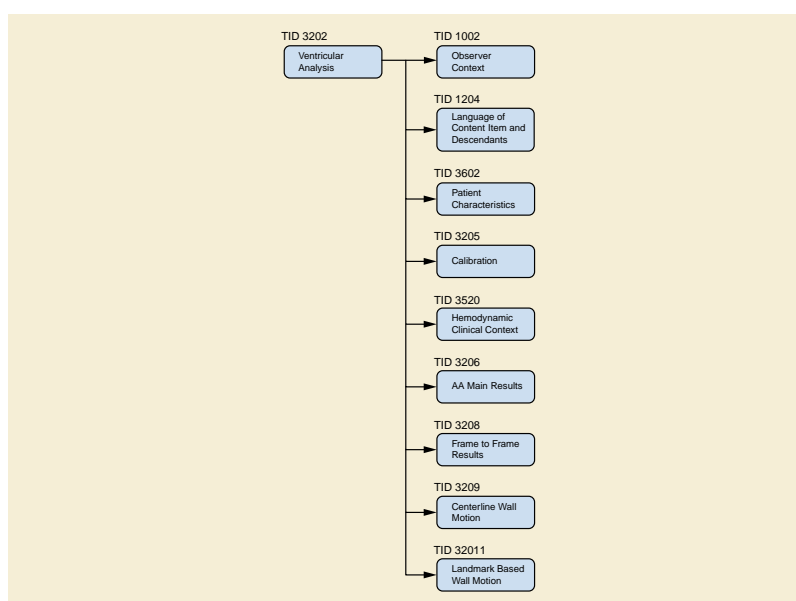 TID 3202
Ventricular
Analysis
TID 1002
Observer
Context
TID 1204
Language of
Content Item and
Descendants
TID 3602
Patient
Characteristics
TID 3205
Calibration
TID 3520
Hemodynamic
Clinical Context
TID 3206
AA Main Results
TID 3208
Frame to Frame
Results
TID 3209
Centerline Wall
Motion
TID 32011
Landmark Based
Wall Motion